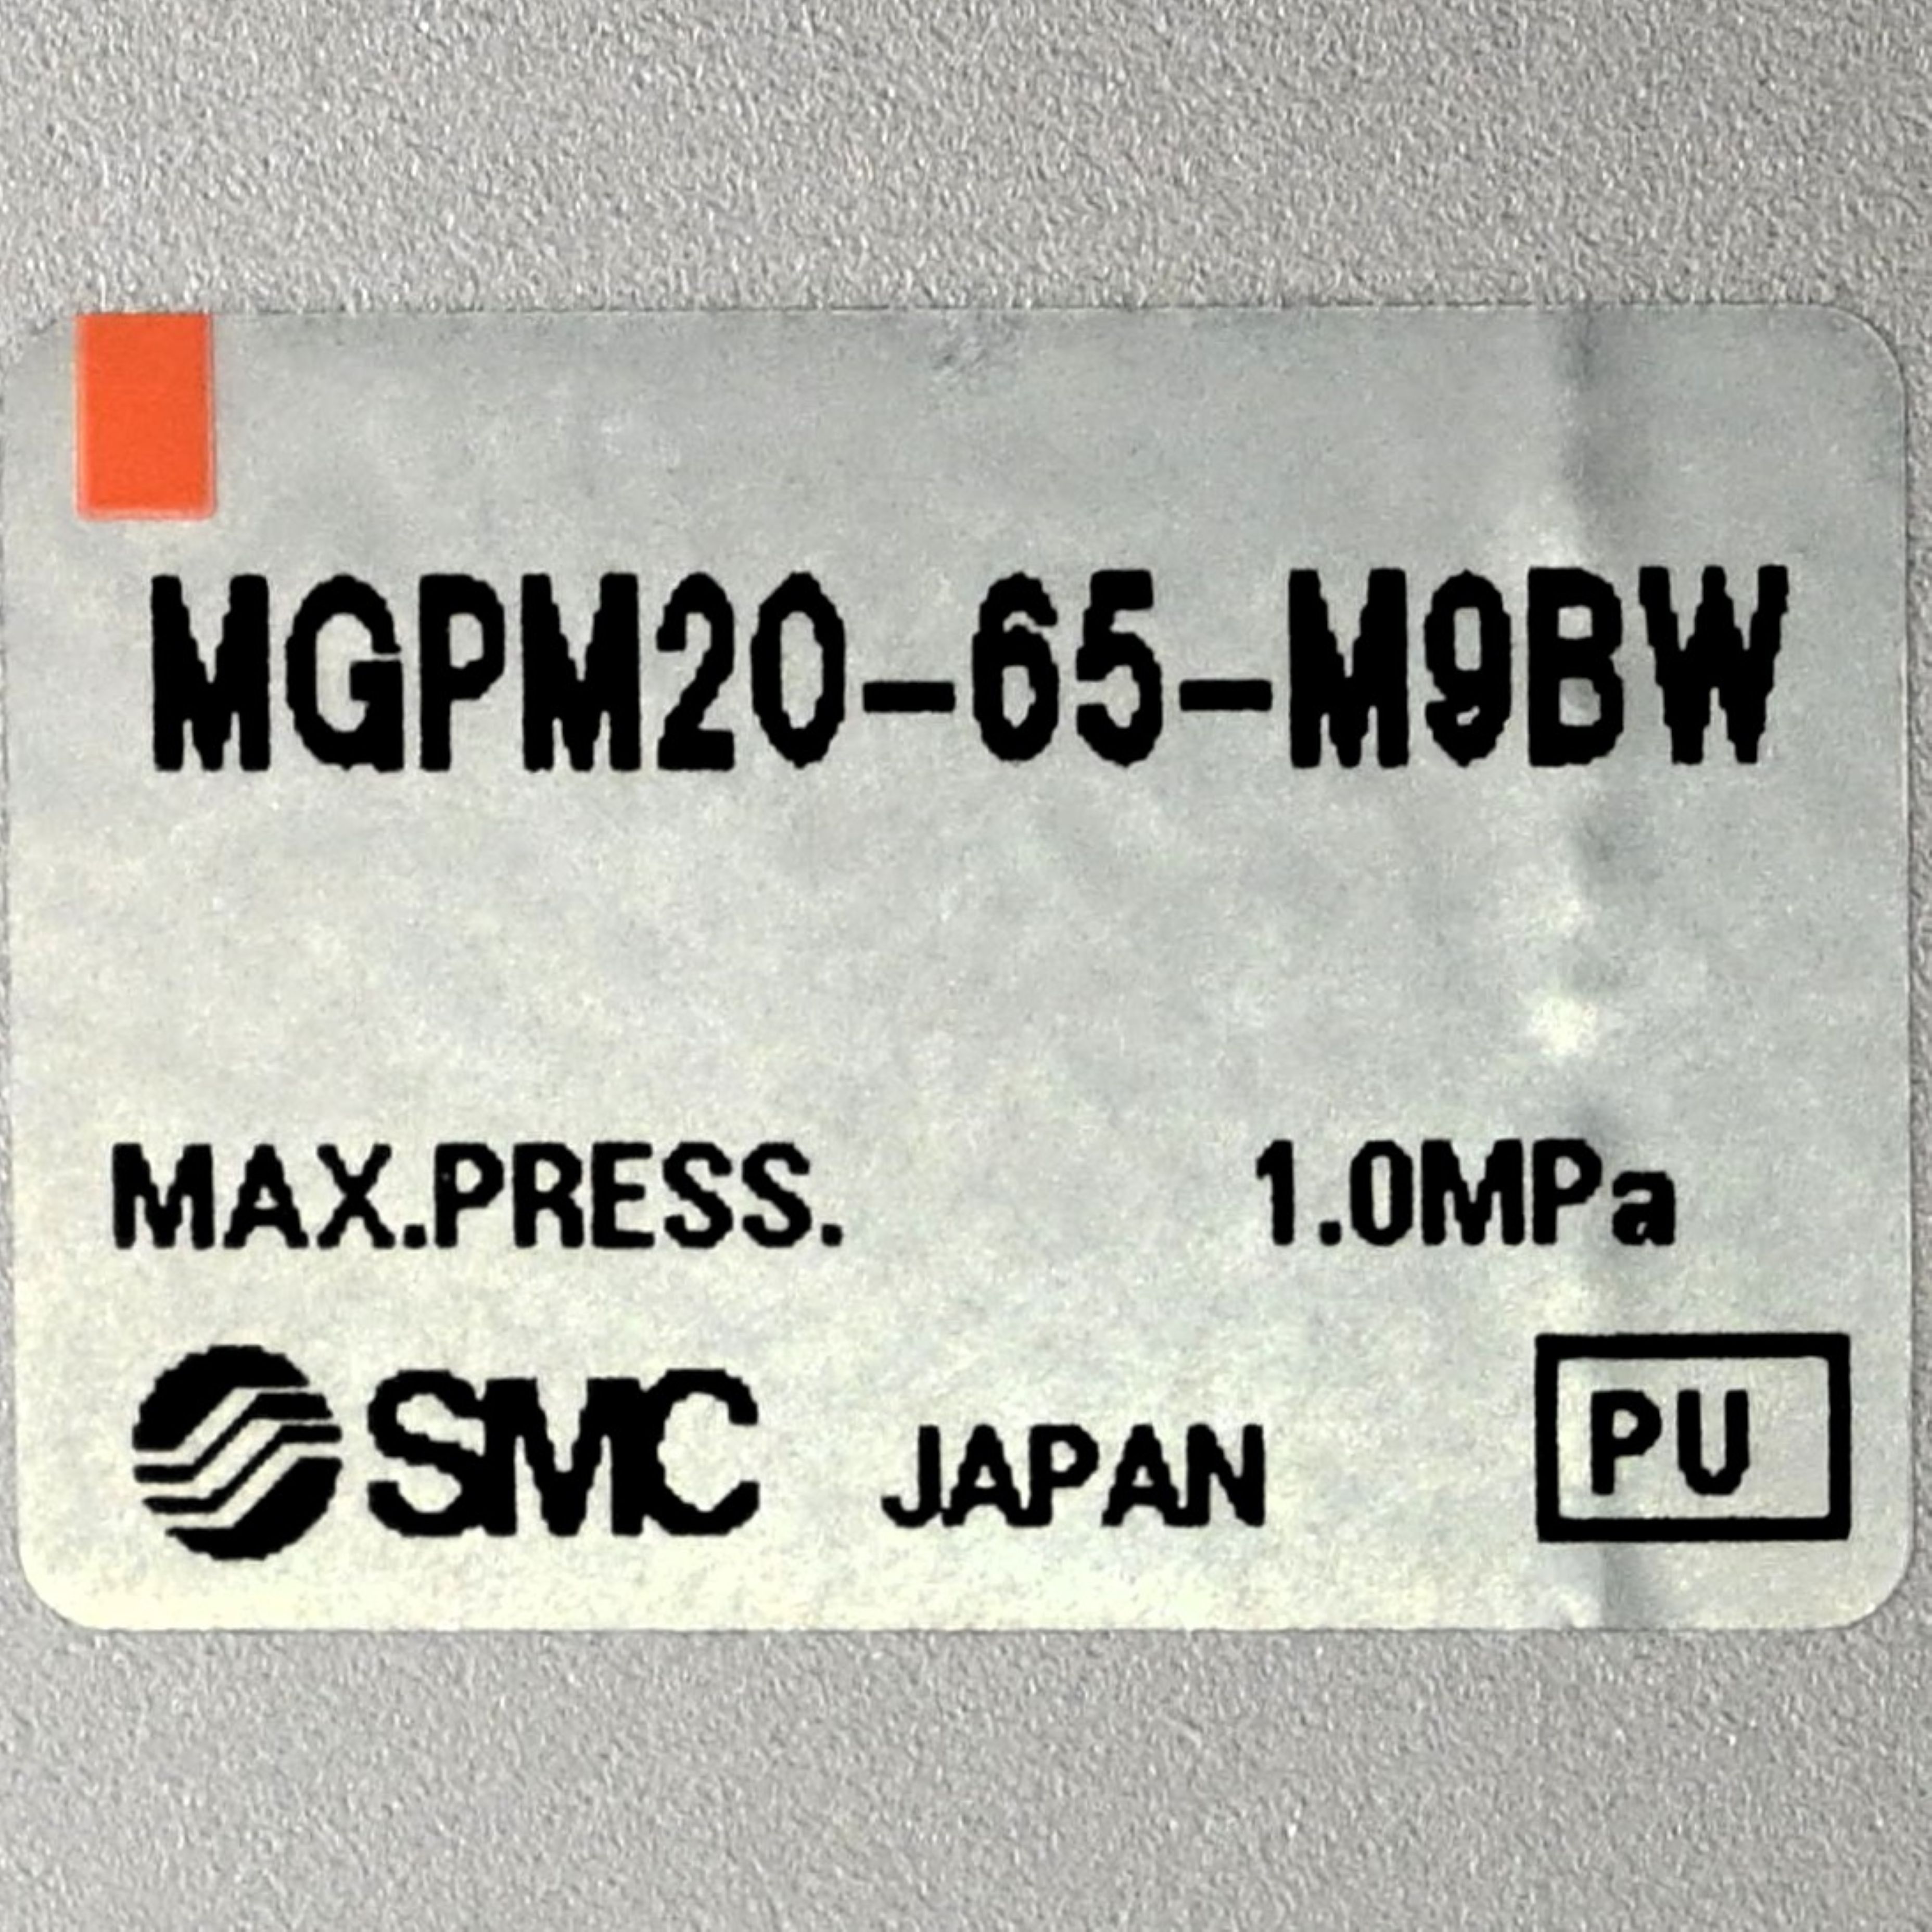 MGPM20-65-M9BW
MAX.PRESS. 1.0MPa
SMC JAPAN PU